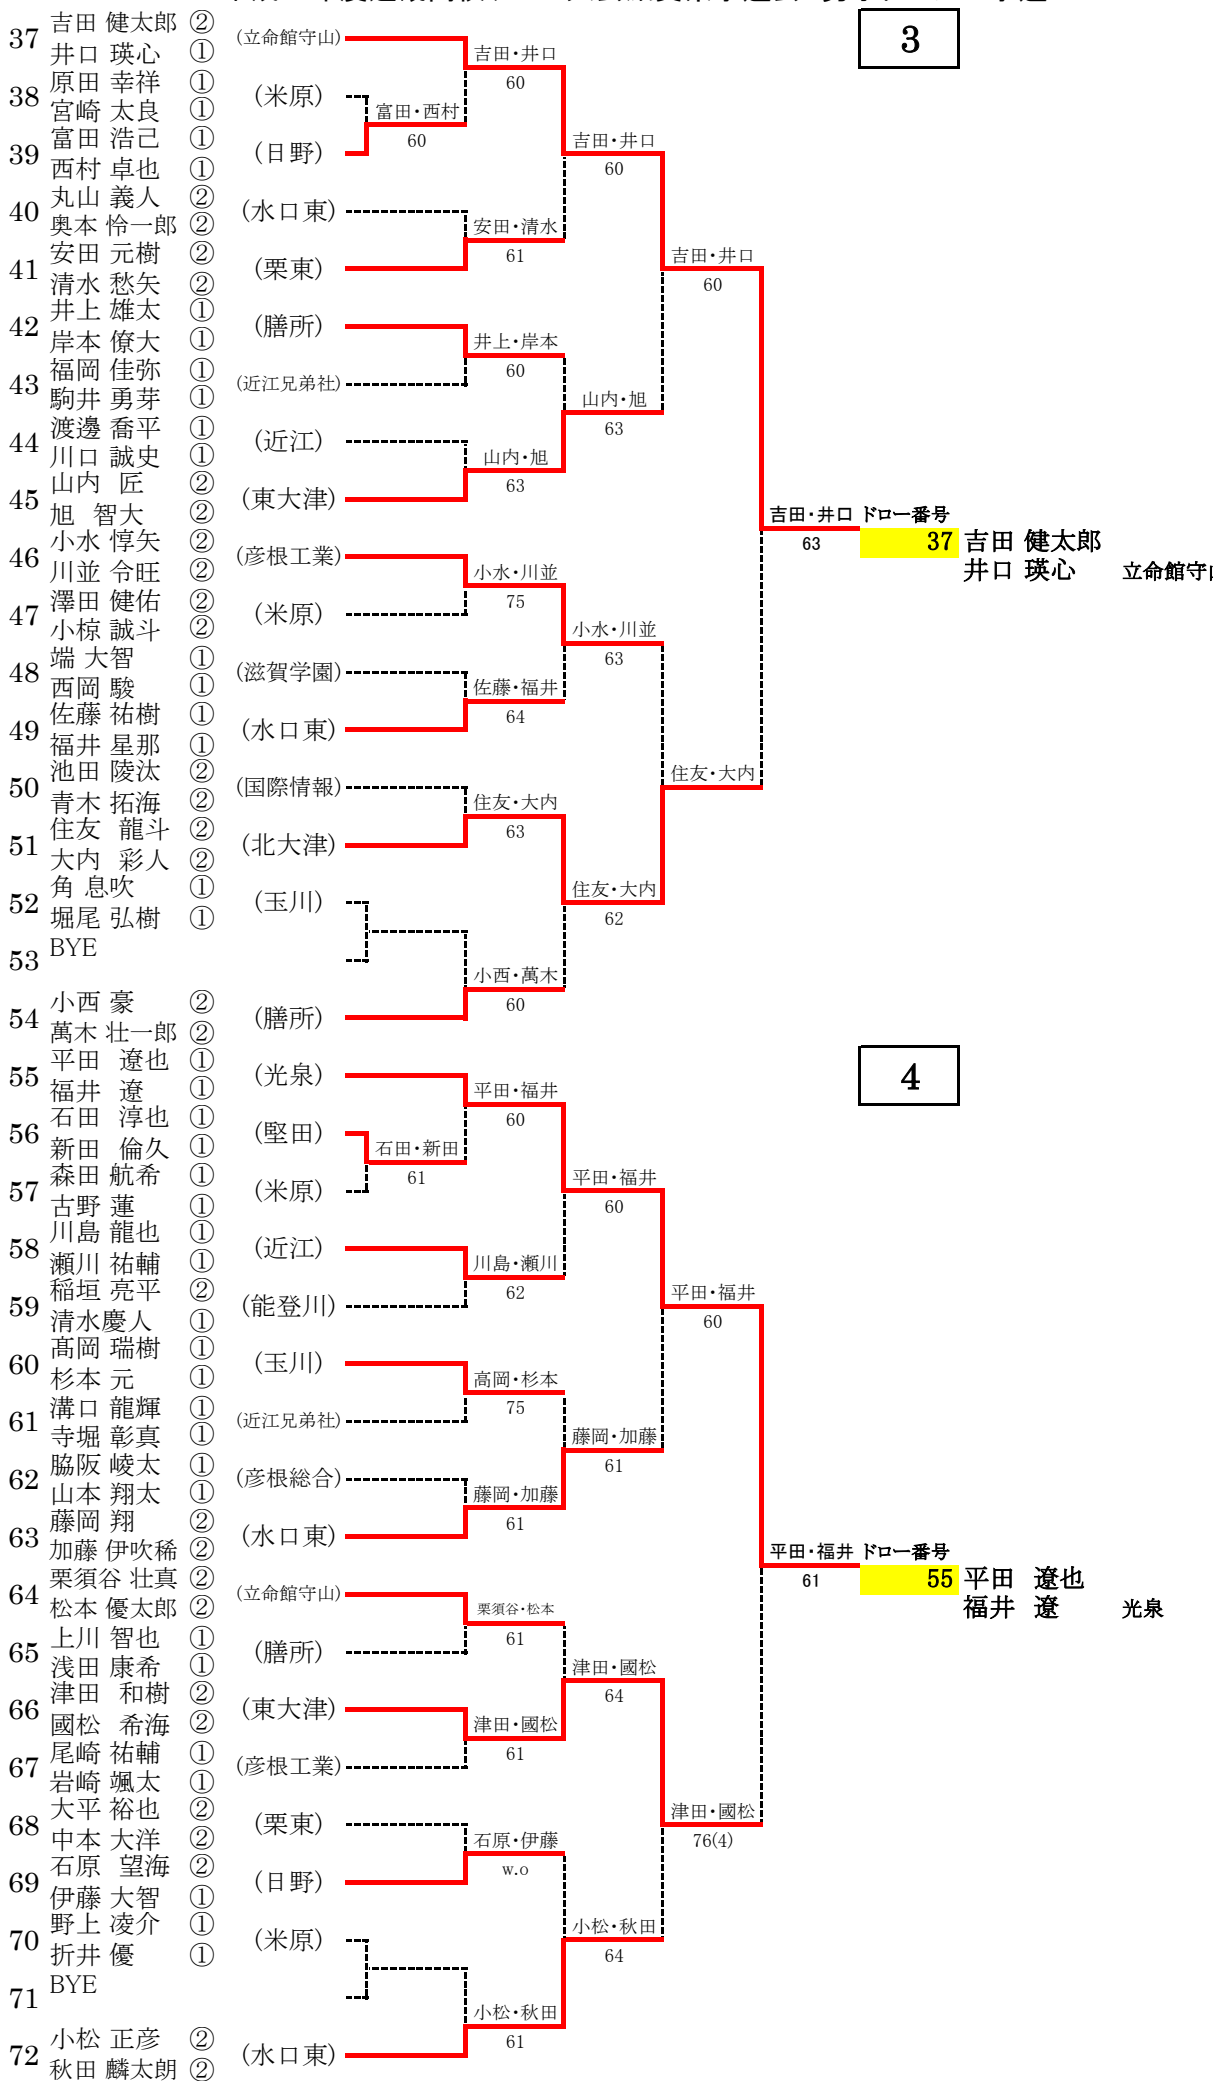 3
37 吉田 健太郎 ② (立命館守山)
井口 瑛心 ①
吉田・井口
60
38 原田 幸祥 ① (米原)
宮崎 太良 ①
富田・西村
60
39 富田 浩己 ① (日野)
西村 卓也 ①
吉田・井口
60
40 丸山 義人 ② (水口東)
奥本 怜一郎 ②
安田・清水
61
41 安田 元樹 ② (栗東)
清水 愁矢 ②
吉田・井口
60
42 井上 雄太 ① (膳所)
岸本 僚大 ①
井上・岸本
60
43 福岡 佳弥 ① (近江兄弟社)
駒井 勇芽 ①
山内・旭
63
44 渡邊 喬平 ① (近江)
川口 誠史 ①
山内・旭
63
45 山内 匠 ② (東大津)
旭 智大 ②
吉田・井口 ドロー番号
63 37 吉田 健太郎
井口 瑛心 立命館守
46 小水 惇矢 ② (彦根工業)
川並 令旺 ②
小水・川並
75
47 澤田 健佑 ② (米原)
小椋 誠斗 ②
小水・川並
63
48 端 大智 ① (滋賀学園)
西岡 駿 ①
佐藤・福井
64
49 佐藤 祐樹 ① (水口東)
福井 星那 ①
住友・大内
50 池田 陵汰 ② (国際情報)
青木 拓海 ②
住友・大内
63
51 住友 龍斗 ② (北大津)
大内 彩人 ②
住友・大内
62
52 角 息吹 ① (玉川)
堀尾 弘樹 ①
53 BYE
小西・萬木
60
54 小西 豪 ② (膳所)
萬木 壮一郎 ②
4
55 平田 遼也 ① (光泉)
福井 遼 ①
平田・福井
60
56 石田 淳也 ① (堅田)
新田 倫久 ①
石田・新田
61
57 森田 航希 ① (米原)
古野 蓮 ①
平田・福井
60
58 川島 龍也 ① (近江)
瀬川 祐輔 ①
川島・瀬川
62
59 稲垣 亮平 ② (能登川)
清水慶人 ①
平田・福井
60
60 髙岡 瑞樹 ① (玉川)
杉本 元 ①
高岡・杉本
75
61 溝口 龍輝 ① (近江兄弟社)
寺堀 彰真 ①
藤岡・加藤
61
62 脇阪 崚太 ① (彦根総合)
山本 翔太 ①
藤岡・加藤
61
63 藤岡 翔 ② (水口東)
加藤 伊吹稀 ②
平田・福井 ドロー番号
61 55 平田 遼也
福井 遼 光泉
64 栗須谷 壮真 ② (立命館守山)
松本 優太郎 ②
栗須谷・松本
61
65 上川 智也 ① (膳所)
浅田 康希 ①
津田・國松
64
66 津田 和樹 ② (東大津)
國松 希海 ②
津田・國松
61
67 尾崎 祐輔 ① (彦根工業)
岩崎 颯太 ①
津田・國松
76(4)
68 大平 裕也 ② (栗東)
中本 大洋 ②
石原・伊藤
w.o
69 石原 望海 ② (日野)
伊藤 大智 ①
小松・秋田
64
70 野上 凌介 ① (米原)
折井 優 ①
71 BYE
小松・秋田
61
72 小松 正彦 ② (水口東)
秋田 麟太朗 ②